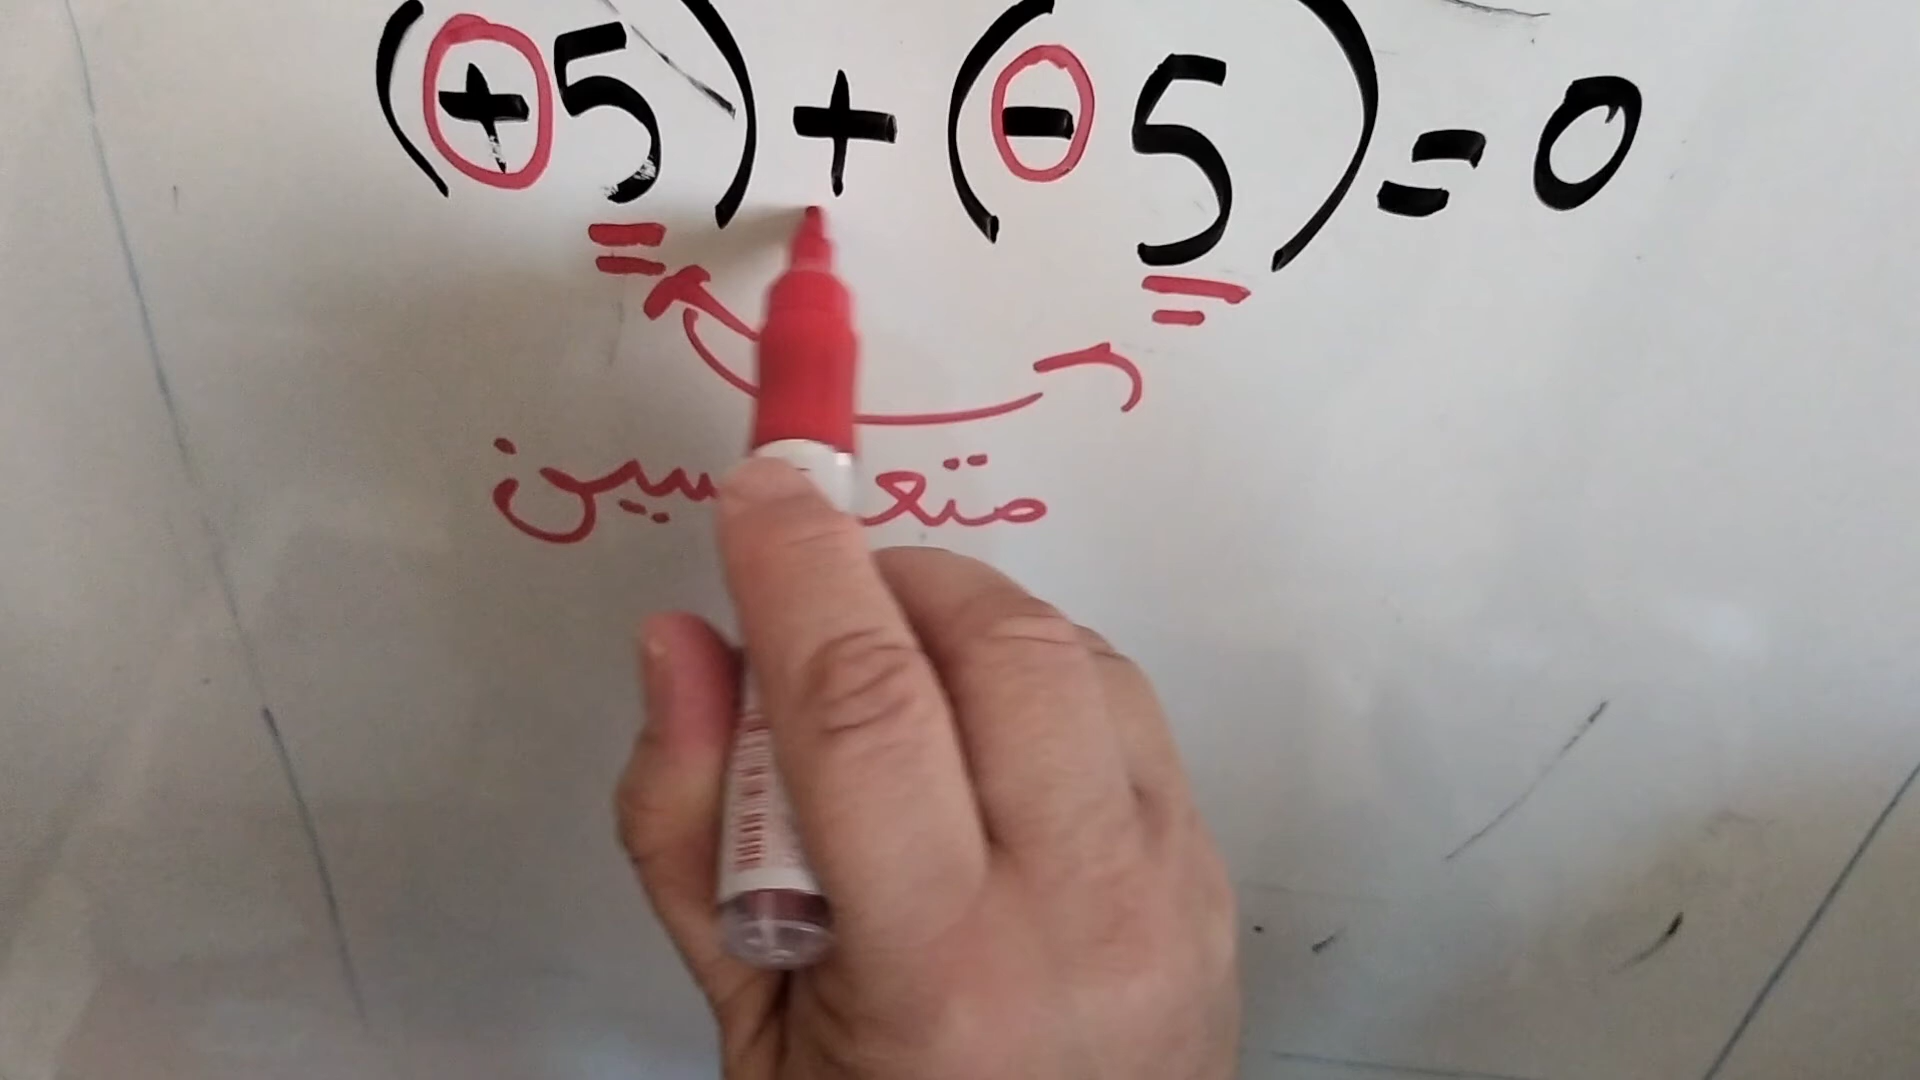 (+5) + (-5) = 0